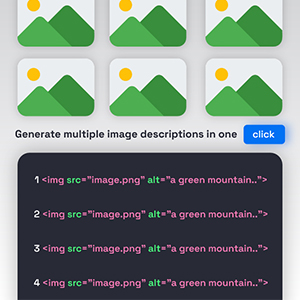 Generate multiple image descriptions in one click
1 <img src="image.png" alt="a green mountain..">
2 <img src="image.png" alt="a green mountain..">
3 <img src="image.png" alt="a green mountain..">
4 <img src="image.png" alt="a green mountain..">